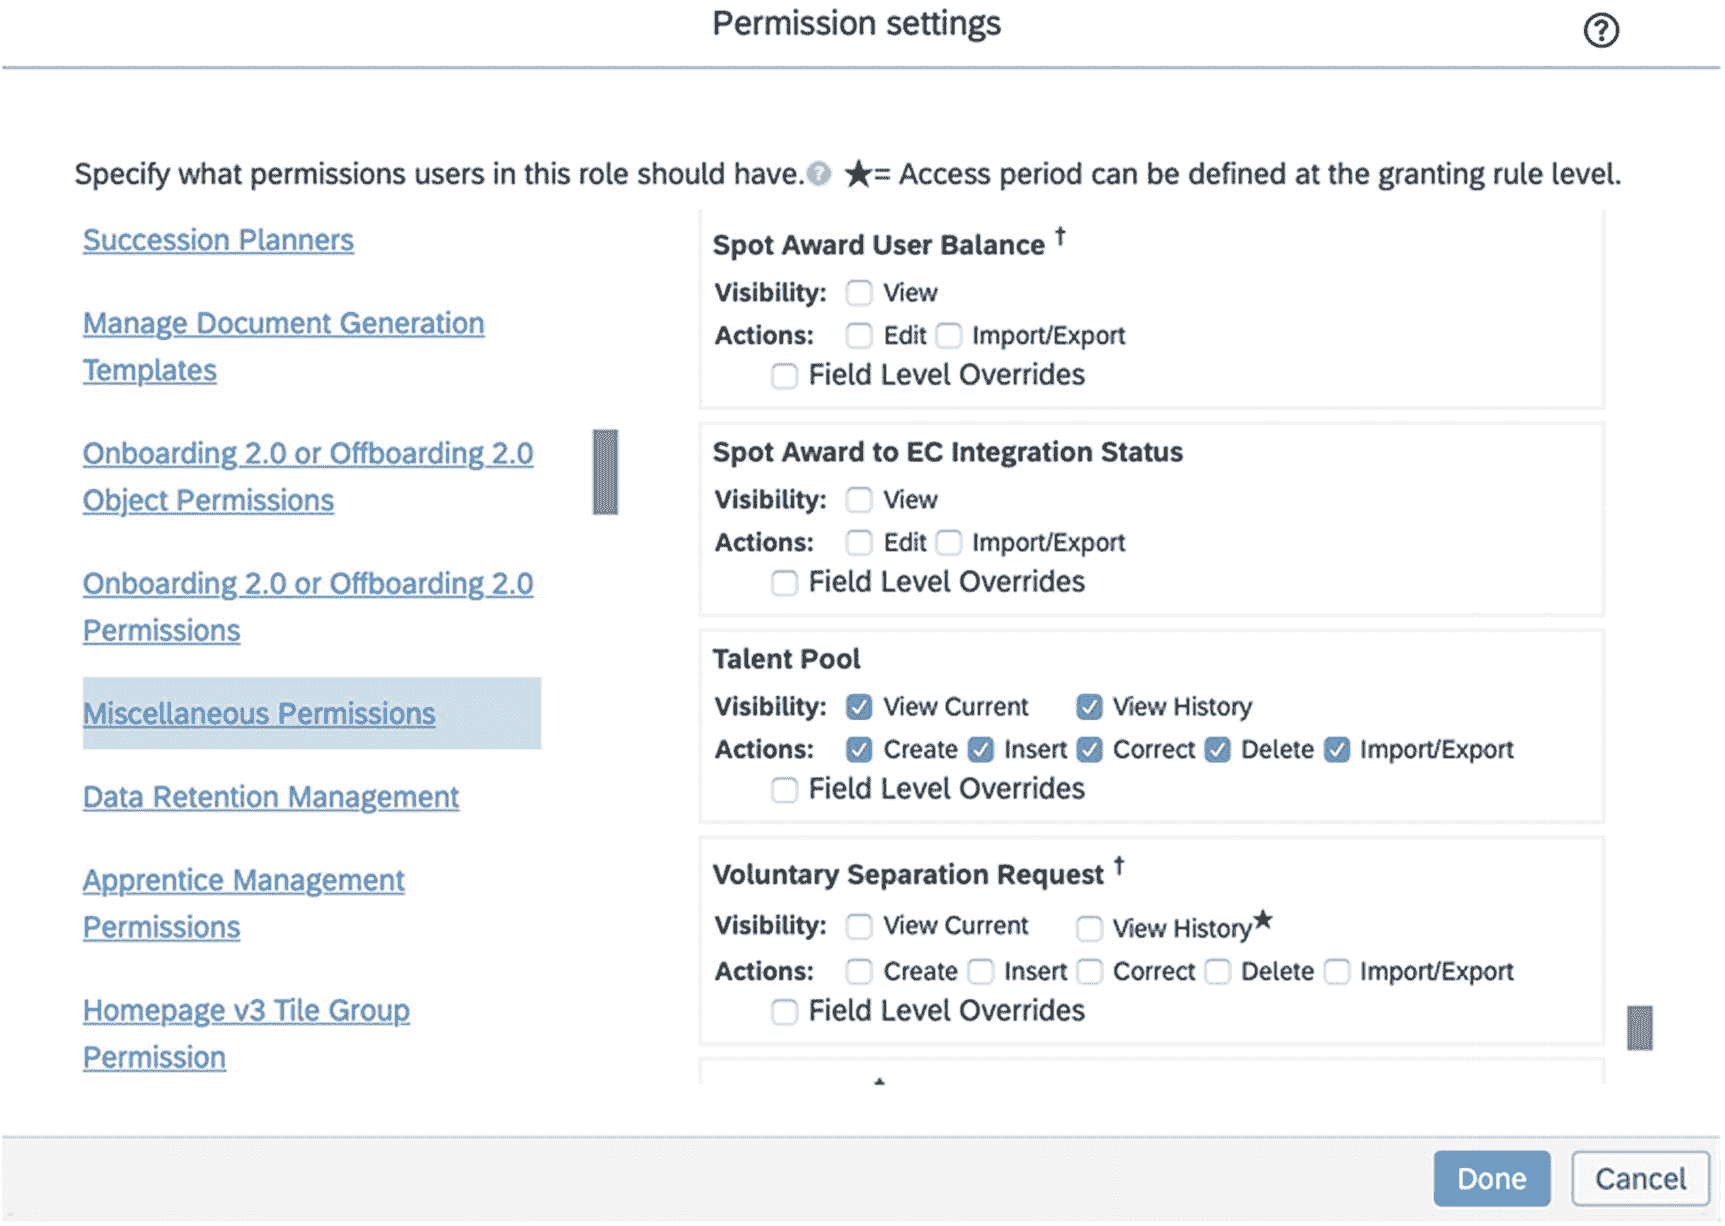 Permission settings
Specify what permissions users in this role should have. ? ★= Access period can be defined at the granting rule level.
Succession Planners
Manage Document Generation
Templates
Onboarding 2.0 or Offboarding 2.0
Object Permissions
Onboarding 2.0 or Offboarding 2.0
Permissions
Miscellaneous Permissions
Data Retention Management
Apprentice Management
Permissions
Homepage v3 Tile Group
Permission
Spot Award User Balance †
Visibility: View
Actions: Edit Import/Export
Field Level Overrides
Spot Award to EC Integration Status
Visibility: View
Actions: Edit Import/Export
Field Level Overrides
Talent Pool
Visibility: View Current View History
Actions: Create Insert Correct Delete Import/Export
Field Level Overrides
Voluntary Separation Request †
Visibility: View Current View History★
Actions: Create Insert Correct Delete Import/Export
Field Level Overrides
Done Cancel